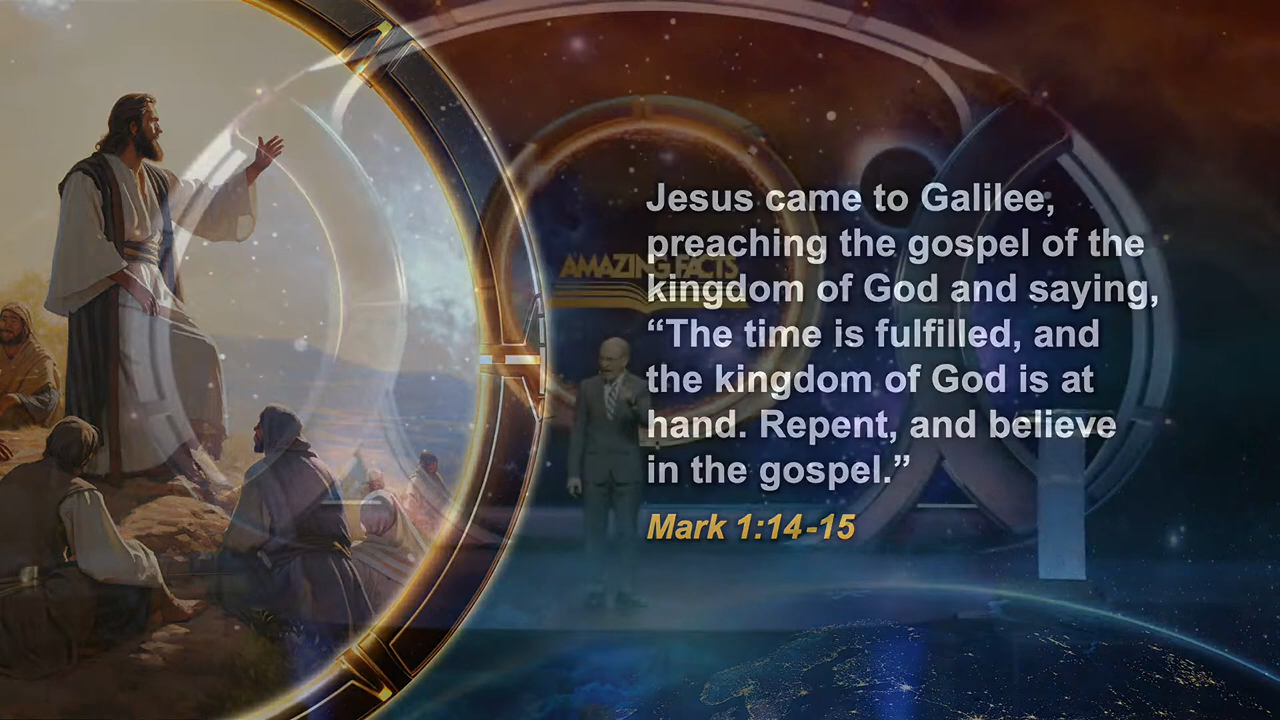 Jesus came to Galilee,
preaching the gospel of the
AMAZING FACTS
kingdom of God and saying,
“The time is fulfilled, and
the kingdom of God is at
hand. Repent, and believe
in the gospel.”
Mark 1:14-15